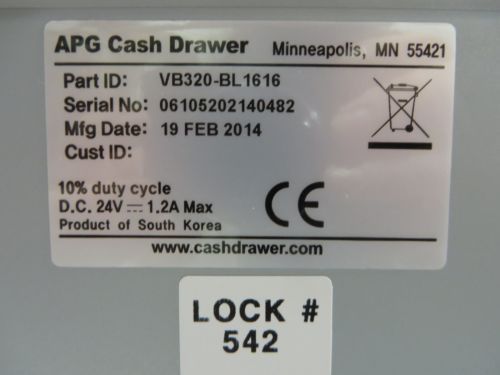 APG Cash Drawer Minneapolis, MN 55421
Part ID: VB320-BL1616
Serial No: 06105202140482
Mfg Date: 19 FEB 2014
Cust ID:
10% duty cycle
D.C. 24V ⎓ 1.2A Max
Product of South Korea
CE
www.cashdrawer.com
LOCK #
542